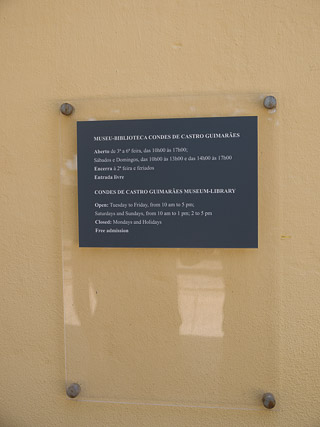 MUSEU-BIBLIOTECA CONDES DE CASTRO GUIMARÃES
Aberto de 3ª a 6ª feira, das 10h00 às 17h00;
Sábados e Domingos, das 10h00 às 13h00 e das 14h00 às 17h00
Encerra à 2ª feira e feriados
Entrada livre
CONDES DE CASTRO GUIMARÃES MUSEUM-LIBRARY
Open: Tuesday to Friday, from 10 am to 5 pm;
Saturdays and Sundays, from 10 am to 1 pm; 2 to 5 pm
Closed: Mondays and Holidays
Free admission